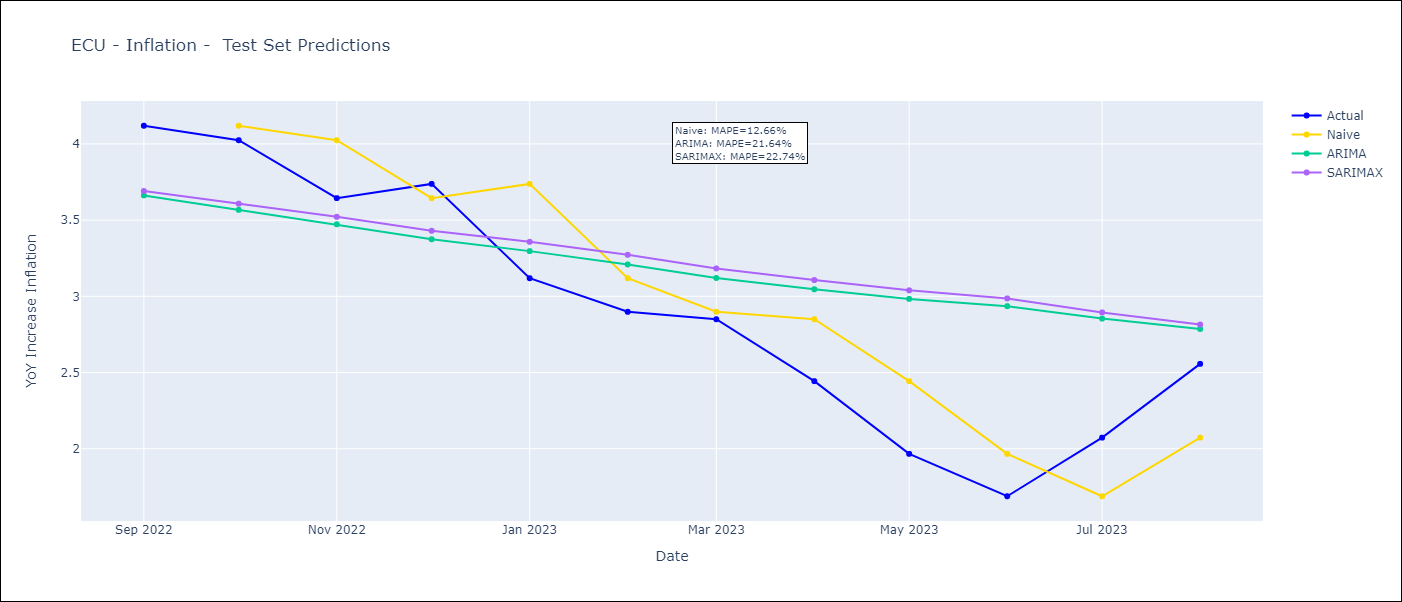 ECU - Inflation -  Test Set Predictions
Actual
Naive
ARIMA
SARIMAX
Naive: MAPE=12.66%
ARIMA: MAPE=21.64%
SARIMAX: MAPE=22.74%
YoY Increase Inflation
4
3.5
3
2.5
2
Sep 2022 Nov 2022 Jan 2023 Mar 2023 May 2023 Jul 2023
Date